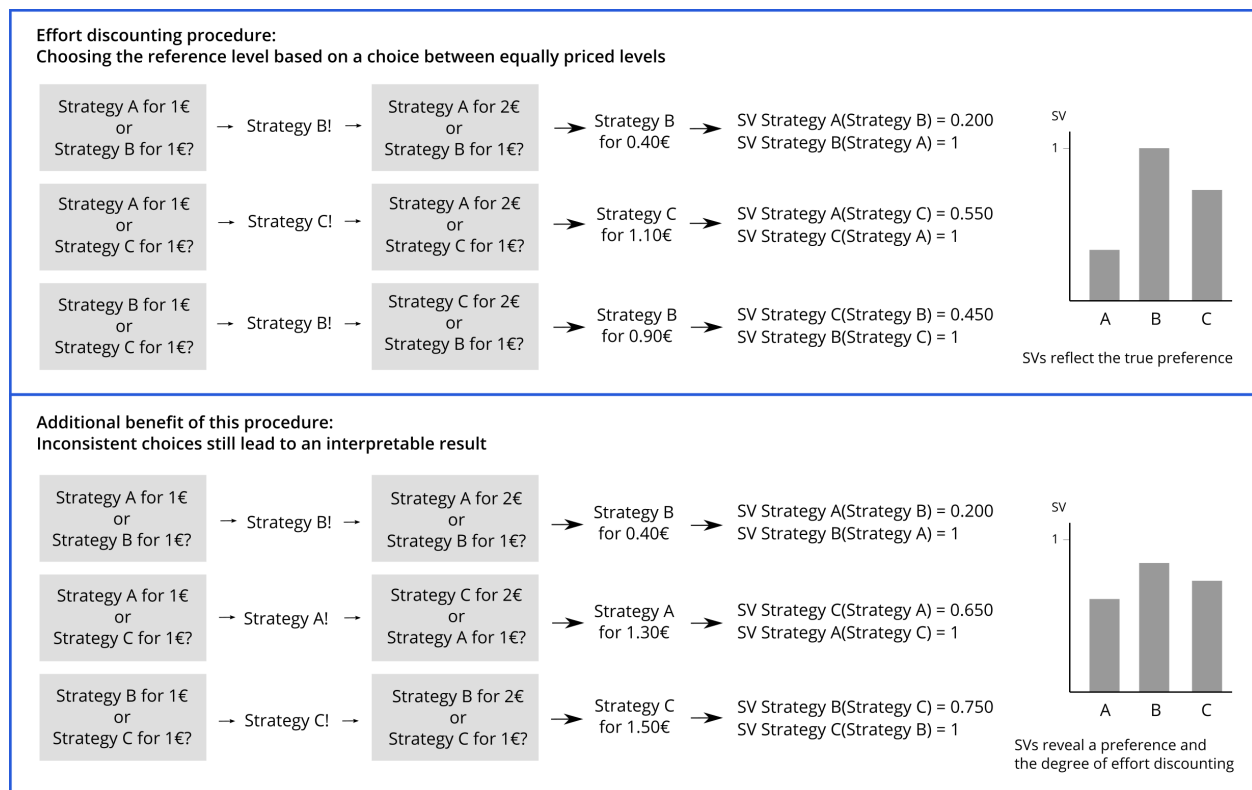 Effort discounting procedure:
Choosing the reference level based on a choice between equally priced levels
Strategy A for 1€
or
Strategy B for 1€?
Strategy B!
Strategy A for 2€
or
Strategy B for 1€?
Strategy B
for 0.40€
SV Strategy A(Strategy B) = 0.200
SV Strategy B(Strategy A) = 1
Strategy A for 1€
or
Strategy C for 1€?
Strategy C!
Strategy A for 2€
or
Strategy C for 1€?
Strategy C
for 1.10€
SV Strategy A(Strategy C) = 0.550
SV Strategy C(Strategy A) = 1
Strategy B for 1€
or
Strategy C for 1€?
Strategy B!
Strategy C for 2€
or
Strategy B for 1€?
Strategy B
for 0.90€
SV Strategy C(Strategy B) = 0.450
SV Strategy B(Strategy C) = 1
SV
1
A B C
SVs reflect the true preference
Additional benefit of this procedure:
Inconsistent choices still lead to an interpretable result
Strategy A for 1€
or
Strategy B for 1€?
Strategy B!
Strategy A for 2€
or
Strategy B for 1€?
Strategy B
for 0.40€
SV Strategy A(Strategy B) = 0.200
SV Strategy B(Strategy A) = 1
Strategy A for 1€
or
Strategy C for 1€?
Strategy A!
Strategy C for 2€
or
Strategy A for 1€?
Strategy A
for 1.30€
SV Strategy C(Strategy A) = 0.650
SV Strategy A(Strategy C) = 1
Strategy B for 1€
or
Strategy C for 1€?
Strategy C!
Strategy B for 2€
or
Strategy C for 1€?
Strategy C
for 1.50€
SV Strategy B(Strategy C) = 0.750
SV Strategy C(Strategy B) = 1
SV
1
A B C
SVs reveal a preference and
the degree of effort discounting